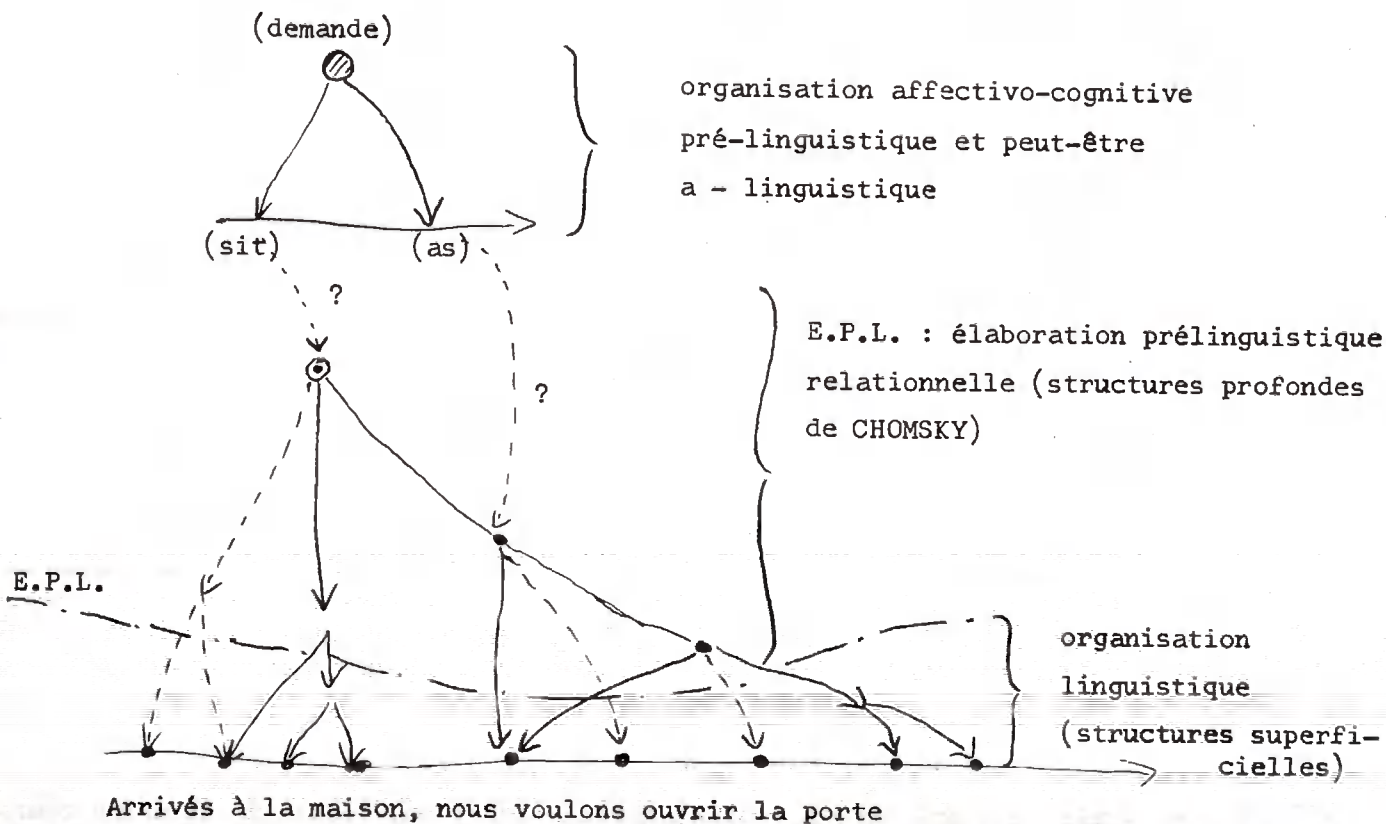 (demande)
organisation affectivo-cognitive
pré-linguistique et peut-être
a - linguistique
(sit)
(as)
?
?
E.P.L. : élaboration prélinguistique
relationnelle (structures profondes
de CHOMSKY)
E.P.L.
organisation
linguistique
(structures superfi-
cielles)
Arrivés à la maison, nous voulons ouvrir la porte